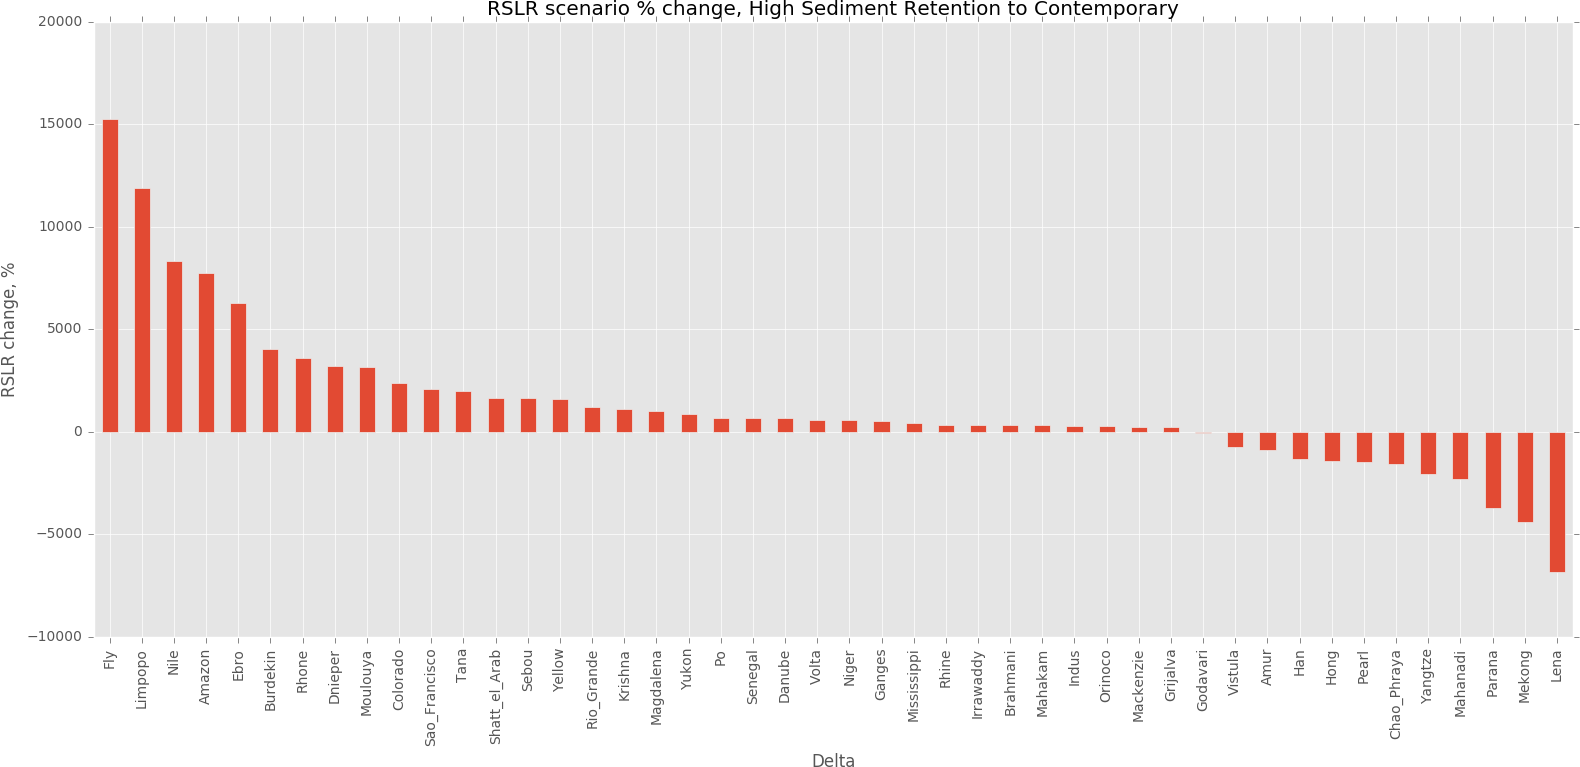 RSLR scenario % change, High Sediment Retention to Contemporary
20000
15000
10000
5000
0
−5000
−10000
RSLR change, %
Fly
Limpopo
Nile
Amazon
Ebro
Burdekin
Rhone
Dnieper
Moulouya
Colorado
Sao_Francisco
Tana
Shatt_el_Arab
Sebou
Yellow
Rio_Grande
Krishna
Magdalena
Yukon
Po
Senegal
Danube
Volta
Niger
Ganges
Mississippi
Rhine
Irrawaddy
Brahmani
Mahakam
Indus
Orinoco
Mackenzie
Grijalva
Godavari
Vistula
Amur
Han
Hong
Pearl
Chao_Phraya
Yangtze
Mahanadi
Parana
Mekong
Lena
Delta